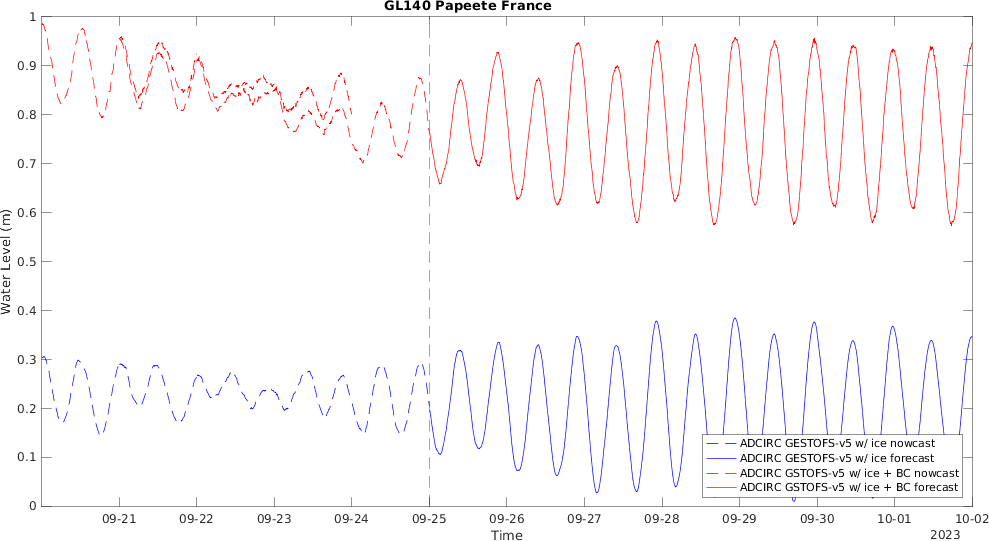 GL140 Papeete France
1
0.9
0.8
0.7
0.6
0.5
0.4
0.3
0.2
0.1
0
Water Level (m)
ADCIRC GESTOFS-v5 w/ ice nowcast
ADCIRC GESTOFS-v5 w/ ice forecast
ADCIRC GSTOFS-v5 w/ ice + BC nowcast
ADCIRC GSTOFS-v5 w/ ice + BC forecast
09-21 09-22 09-23 09-24 09-25 09-26 09-27 09-28 09-29 09-30 10-01 10-02
Time
2023